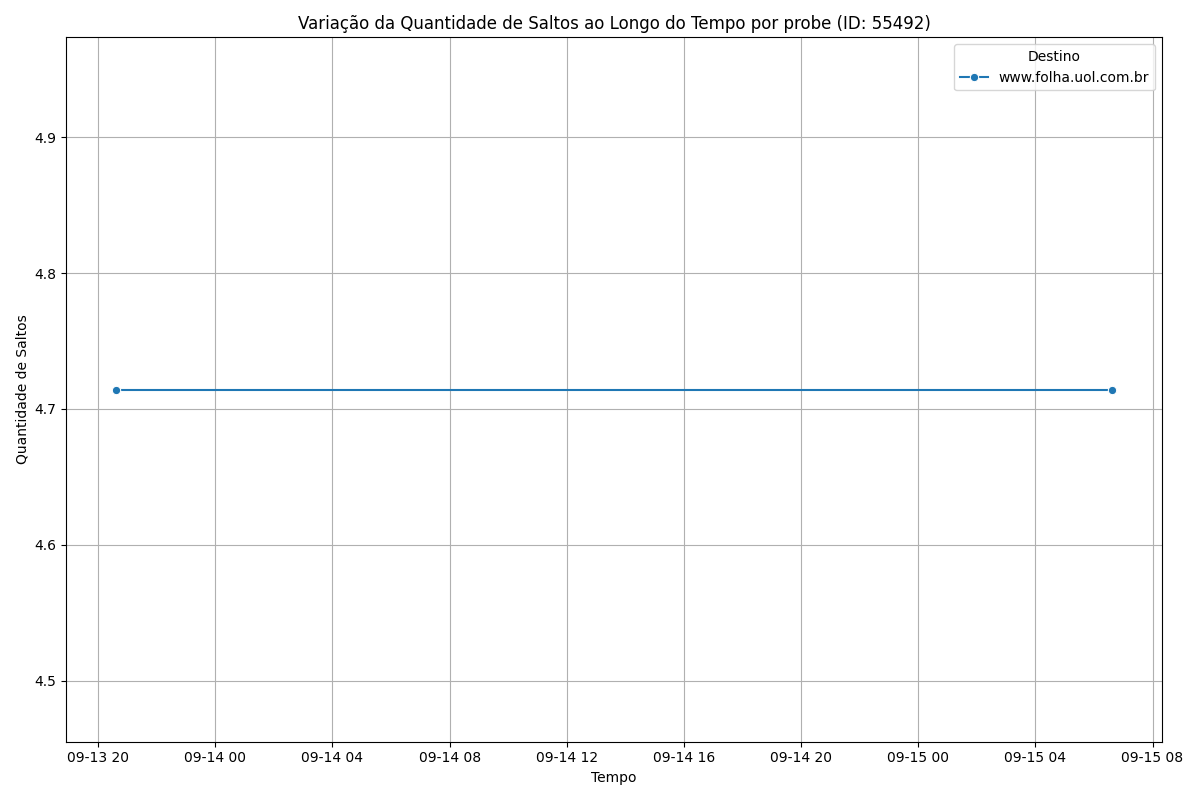 Variação da Quantidade de Saltos ao Longo do Tempo por probe (ID: 55492)
Destino
www.folha.uol.com.br
Quantidade de Saltos
4.9
4.8
4.7
4.6
4.5
09-13 20 09-14 00 09-14 04 09-14 08 09-14 12 09-14 16 09-14 20 09-15 00 09-15 04 09-15 08
Tempo